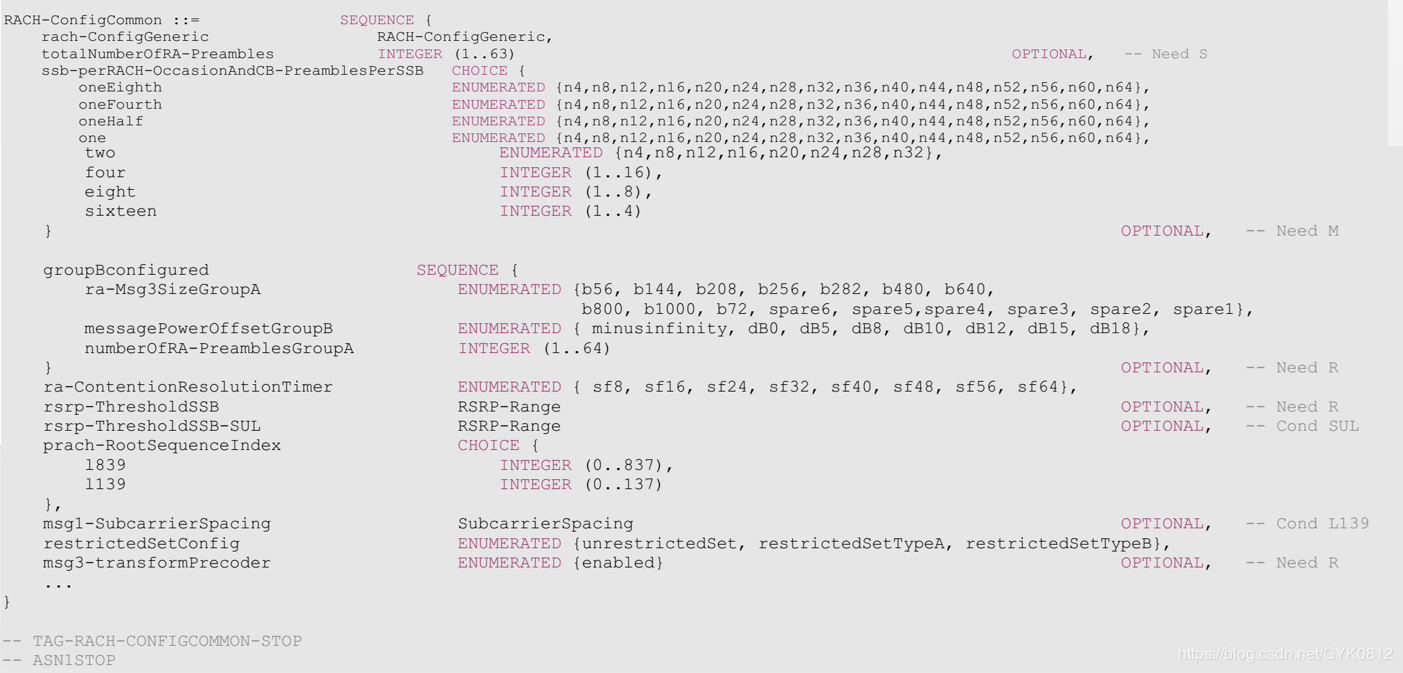 RACH-ConfigCommon ::= SEQUENCE {
rach-ConfigGeneric RACH-ConfigGeneric,
totalNumberOfRA-Preambles INTEGER (1..63) OPTIONAL, -- Need S
ssb-perRACH-OccasionAndCB-PreamblesPerSSB CHOICE {
oneEighth ENUMERATED {n4,n8,n12,n16,n20,n24,n28,n32,n36,n40,n44,n48,n52,n56,n60,n64},
oneFourth ENUMERATED {n4,n8,n12,n16,n20,n24,n28,n32,n36,n40,n44,n48,n52,n56,n60,n64},
oneHalf ENUMERATED {n4,n8,n12,n16,n20,n24,n28,n32,n36,n40,n44,n48,n52,n56,n60,n64},
one ENUMERATED {n4,n8,n12,n16,n20,n24,n28,n32,n36,n40,n44,n48,n52,n56,n60,n64},
two ENUMERATED {n4,n8,n12,n16,n20,n24,n28,n32},
four INTEGER (1..16),
eight INTEGER (1..8),
sixteen INTEGER (1..4)
} OPTIONAL, -- Need M
groupBconfigured SEQUENCE {
ra-Msg3SizeGroupA ENUMERATED {b56, b144, b208, b256, b282, b480, b640,
b800, b1000, b72, spare6, spare5,spare4, spare3, spare2, spare1},
messagePowerOffsetGroupB ENUMERATED { minusinfinity, dB0, dB5, dB8, dB10, dB12, dB15, dB18},
numberOfRA-PreamblesGroupA INTEGER (1..64)
} OPTIONAL, -- Need R
ra-ContentionResolutionTimer ENUMERATED { sf8, sf16, sf24, sf32, sf40, sf48, sf56, sf64},
rsrp-ThresholdSSB RSRP-Range OPTIONAL, -- Need R
rsrp-ThresholdSSB-SUL RSRP-Range OPTIONAL, -- Cond SUL
prach-RootSequenceIndex CHOICE {
l839 INTEGER (0..837),
l139 INTEGER (0..137)
},
msg1-SubcarrierSpacing SubcarrierSpacing OPTIONAL, -- Cond L139
restrictedSetConfig ENUMERATED {unrestrictedSet, restrictedSetTypeA, restrictedSetTypeB},
msg3-transformPrecoder ENUMERATED {enabled} OPTIONAL, -- Need R
...
}
-- TAG-RACH-CONFIGCOMMON-STOP
-- ASN1STOP
https://blog.csdn.net/GYK0812